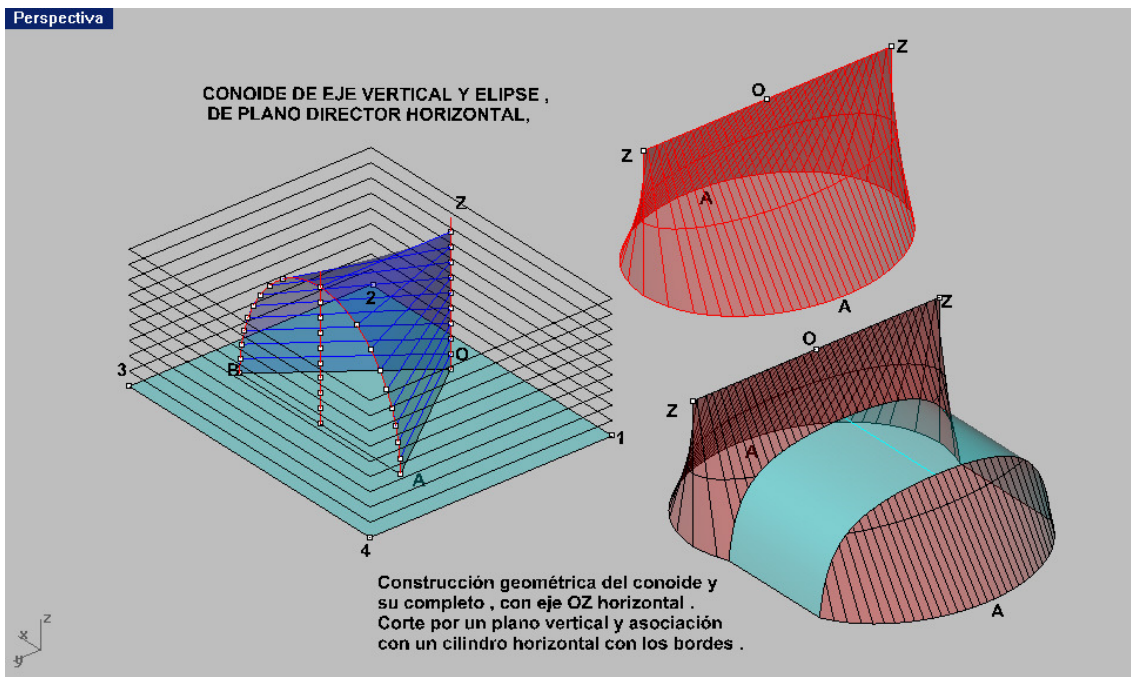 Perspectiva
CONOIDE DE EJE VERTICAL Y ELIPSE ,
DE PLANO DIRECTOR HORIZONTAL,
Z
O
Z
A
A
Z
2
O
3
B
1
A
4
Z
O
Z
A
A
Construcción geométrica del conoide y
su completo , con eje OZ horizontal .
Corte por un plano vertical y asociación
con un cilindro horizontal con los bordes .
z
x
y